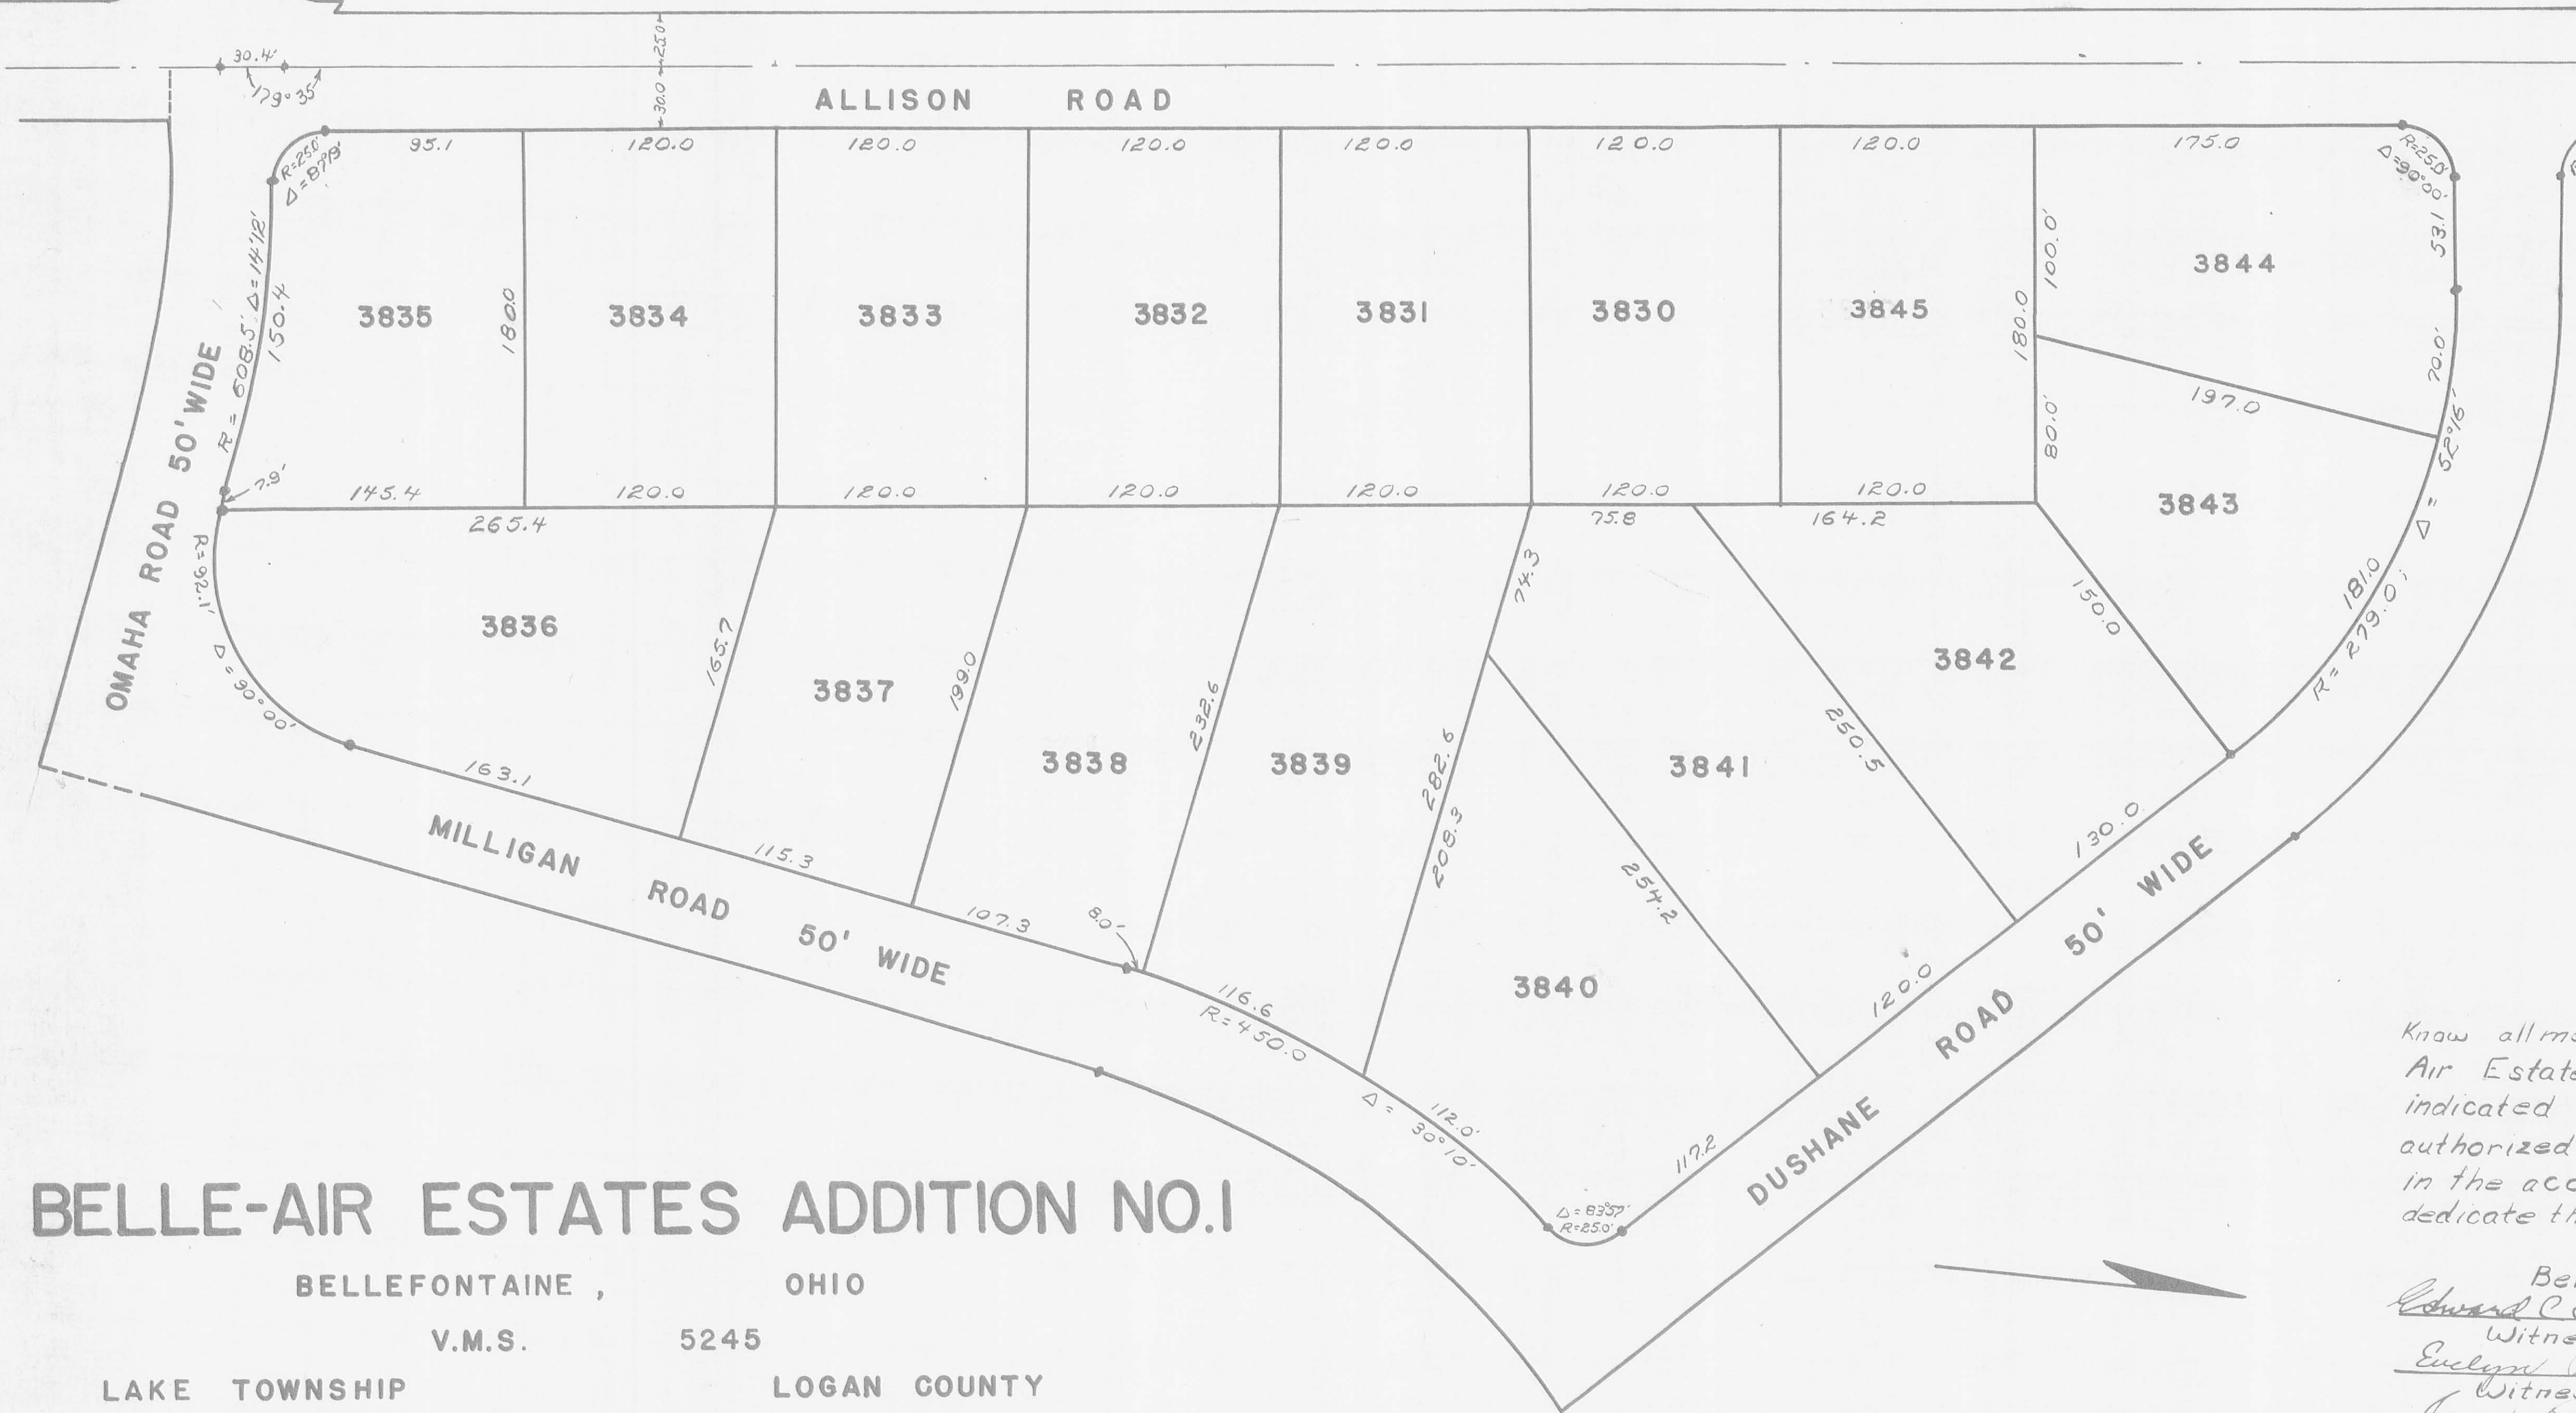 30.4'
179°35'
30.0 25.0
ALLISON ROAD
95.1 120.0 120.0 120.0 120.0 120.0 120.0 175.0
R=25.0'
Δ=87°19'
R=25.0'
Δ=90°00'
53.1
100.0'
3844
R= 608.5' Δ=14°12'
150.4
180.0
3835 3834 3833 3832 3831 3830 3845
180.0
70.0'
197.0
80.0'
OMAHA ROAD 50' WIDE
7.9'
145.4 120.0 120.0 120.0 120.0 120.0 120.0
3843
265.4 75.8 164.2
R= 92.1'
Δ= 90°00'
74.3
R= 279.0'; Δ= 52°16'
181.0
150.0
3836
165.7
3837
199.0
3838
232.6
3839
282.6
208.3
3841
250.5
3842
163.1
130.0
MILLIGAN ROAD 50' WIDE
115.3
107.3
8.0'
254.2
3840
120.0
DUSHANE ROAD 50' WIDE
116.6
R=450.0
Δ= 30°10'
112.0'
117.2
Δ=83°57'
R=25.0'
BELLE-AIR ESTATES ADDITION NO.1
BELLEFONTAINE, OHIO
V.M.S. 5245
LAKE TOWNSHIP LOGAN COUNTY
Know all
Air
indicated
authorized
in the
dedicate
Edward C
Evelyn